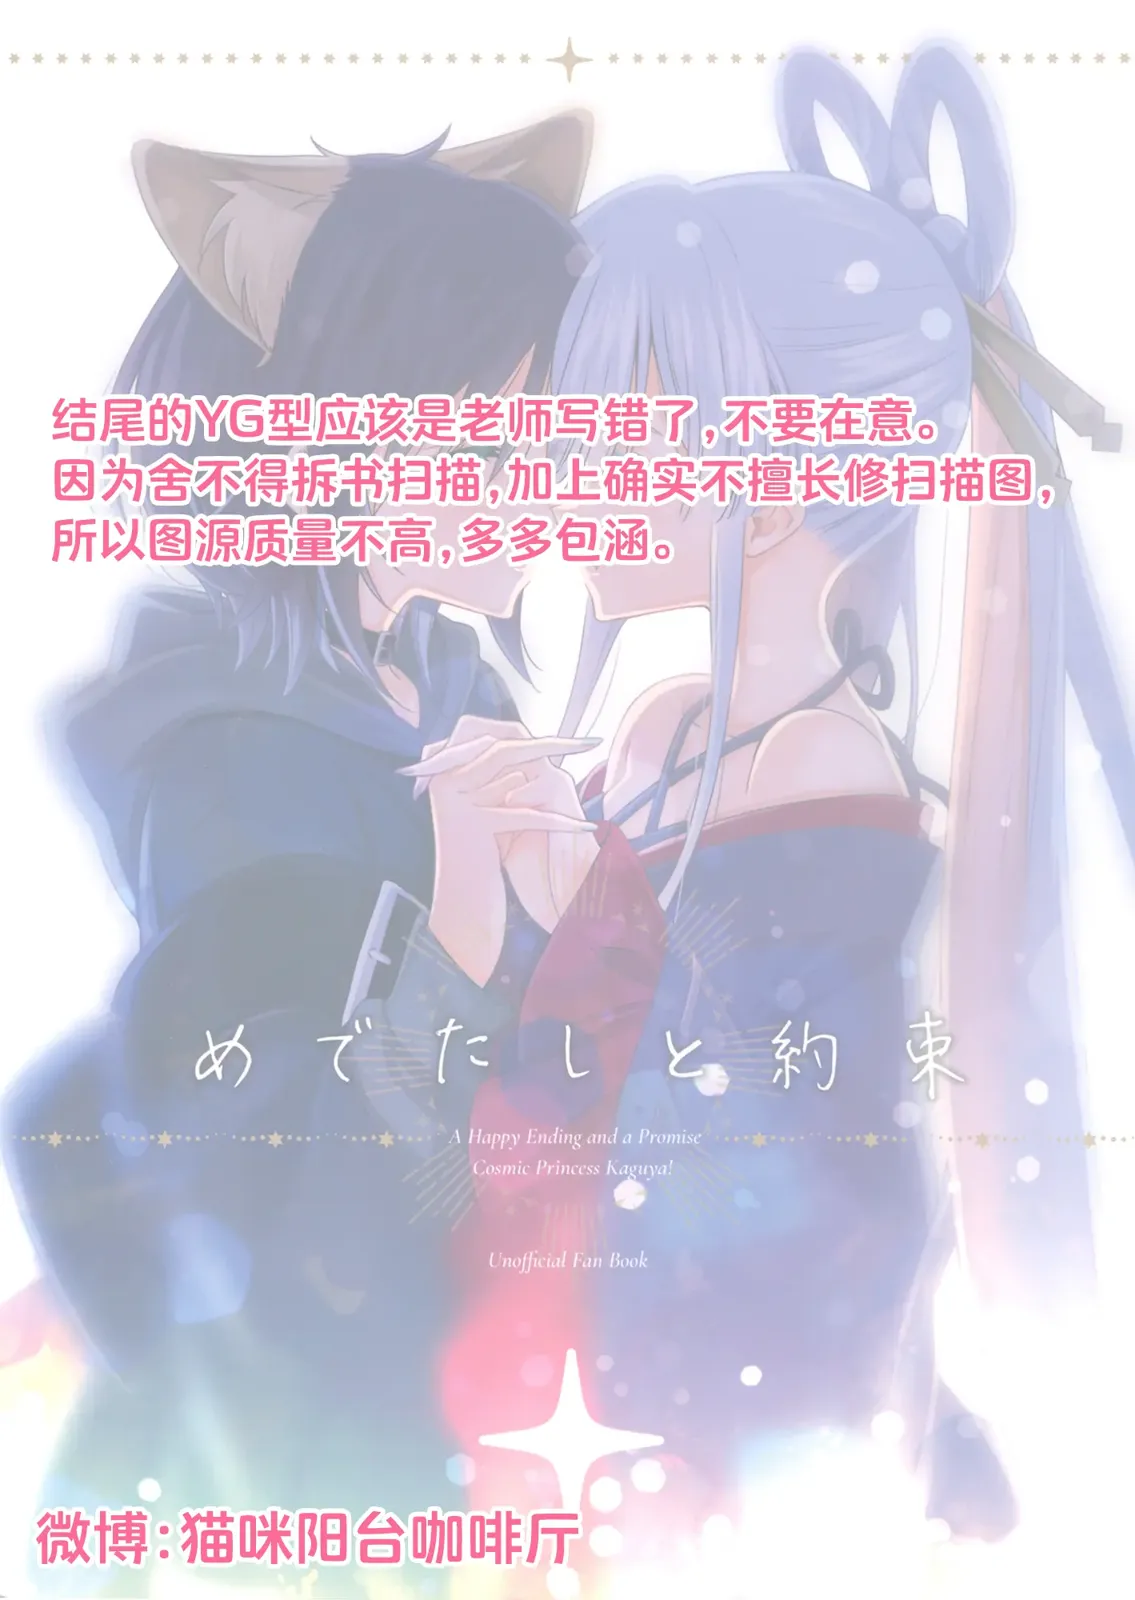 结尾的YG型应该是老师写错了,不要在意。
因为舍不得拆书扫描,加上确实不擅长修扫描图,
所以图源质量不高,多多包涵。
めでたしと約束
A Happy Ending and a Promise
Cosmic Princess Kaguya!
Unofficial Fan Book
微博:猫咪阳台咖啡厅